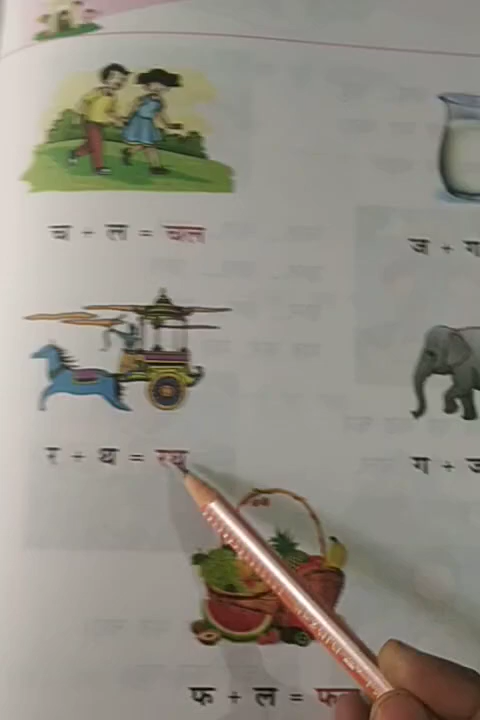 च + ल = चल
ज + ग
र + थ = रथ
ग + ज
फ + ल =